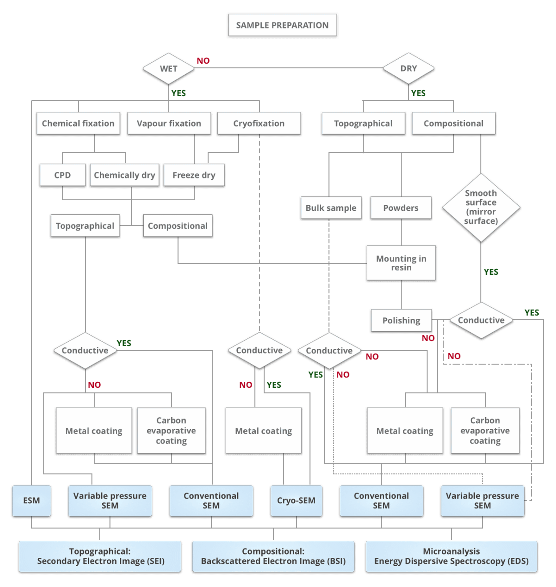 SAMPLE PREPARATION
WET
NO
DRY
YES
YES
Chemical fixation
Vapour fixation
Cryofixation
Topographical
Compositional
CPD
Chemically dry
Freeze dry
Smooth
surface
(mirror
surface)
Bulk sample
Powders
Topographical
Compositional
Mounting in
resin
YES
Polishing
Conductive
YES
NO
Conductive
YES
Conductive
Conductive
NO
NO
NO
YES
NO
YES
NO
Metal coating
Carbon
evaporative
coating
Metal coating
Metal coating
Carbon
evaporative
coating
ESM
Variable pressure
SEM
Conventional
SEM
Cryo-SEM
Conventional
SEM
Variable pressure
SEM
Topographical:
Secondary Electron Image (SEI)
Compositional:
Backscattered Electron Image (BSI)
Microanalysis
Energy Dispersive Spectroscopy (EDS)